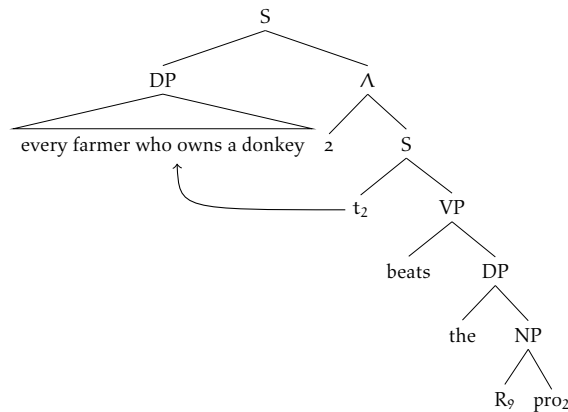 S
DP Λ
every farmer who owns a donkey 2 S
t₂ VP
beats DP
the NP
R₉ pro₂